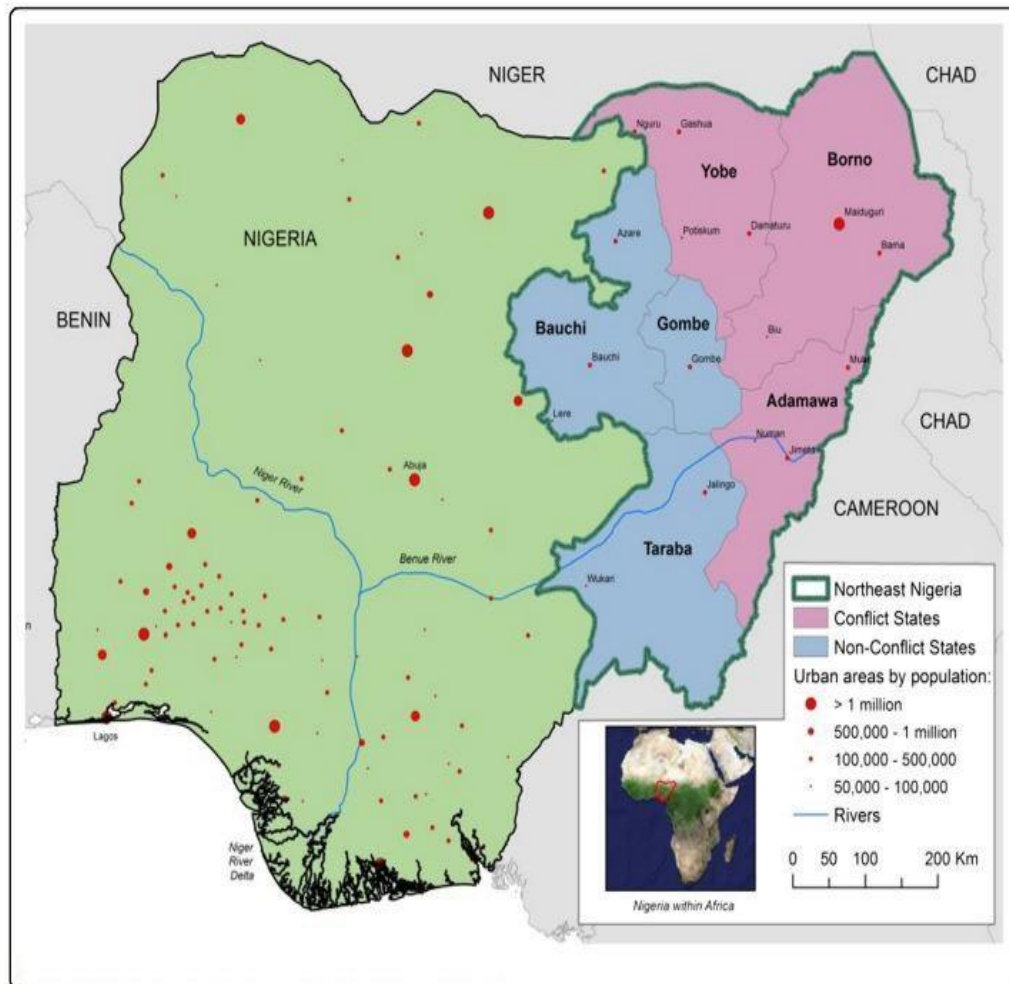 NIGER
CHAD
Nguru
Gashua
Yobe
Borno
Maiduguri
NIGERIA
Azare
Potiskum
Damaturu
Bama
BENIN
Bauchi
Gombe
Biu
Bauchi
Gombe
Adamawa
Lere
CHAD
Numan
Abuja
Jimeta
Niger River
Jalingo
CAMEROON
Benue River
Taraba
Wukari
Northeast Nigeria
Conflict States
Non-Conflict States
Urban areas by population:
> 1 million
500,000 - 1 million
100,000 - 500,000
50,000 - 100,000
Rivers
Lagos
Niger
River
Delta
0 50 100 200 Km
Nigeria within Africa